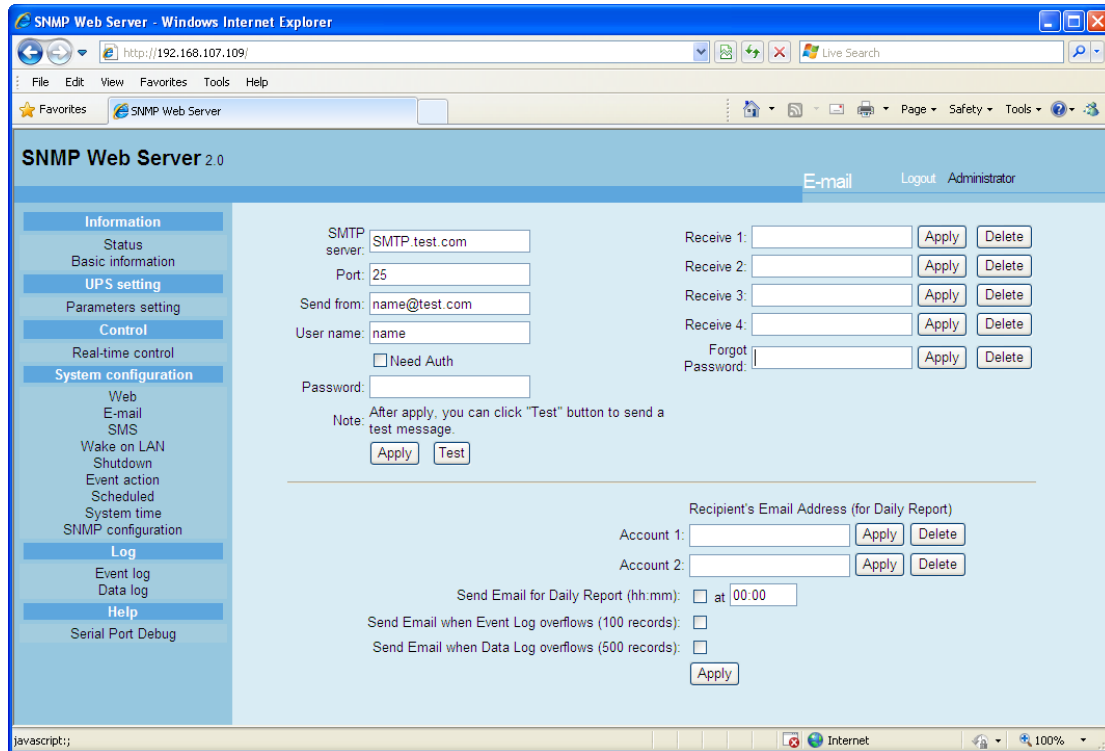 SNMP Web Server - Windows Internet Explorer
http://192.168.107.109/
Live Search
File Edit View Favorites Tools Help
Favorites SNMP Web Server Page Safety Tools
SNMP Web Server 2.0
E-mail Logout Administrator
Information
Status
Basic information
UPS setting
Parameters setting
Control
Real-time control
System configuration
Web
E-mail
SMS
Wake on LAN
Shutdown
Event action
Scheduled
System time
SNMP configuration
Log
Event log
Data log
Help
Serial Port Debug
SMTP
server: SMTP.test.com
Port: 25
Send from: name@test.com
User name: name
Need Auth
Password:
Note: After apply, you can click "Test" button to send a
test message.
Apply Test
Receive 1: Apply Delete
Receive 2: Apply Delete
Receive 3: Apply Delete
Receive 4: Apply Delete
Forgot
Password: Apply Delete
Recipient's Email Address (for Daily Report)
Account 1: Apply Delete
Account 2: Apply Delete
Send Email for Daily Report (hh:mm): at 00:00
Send Email when Event Log overflows (100 records):
Send Email when Data Log overflows (500 records):
Apply
javascript:; Internet 100%